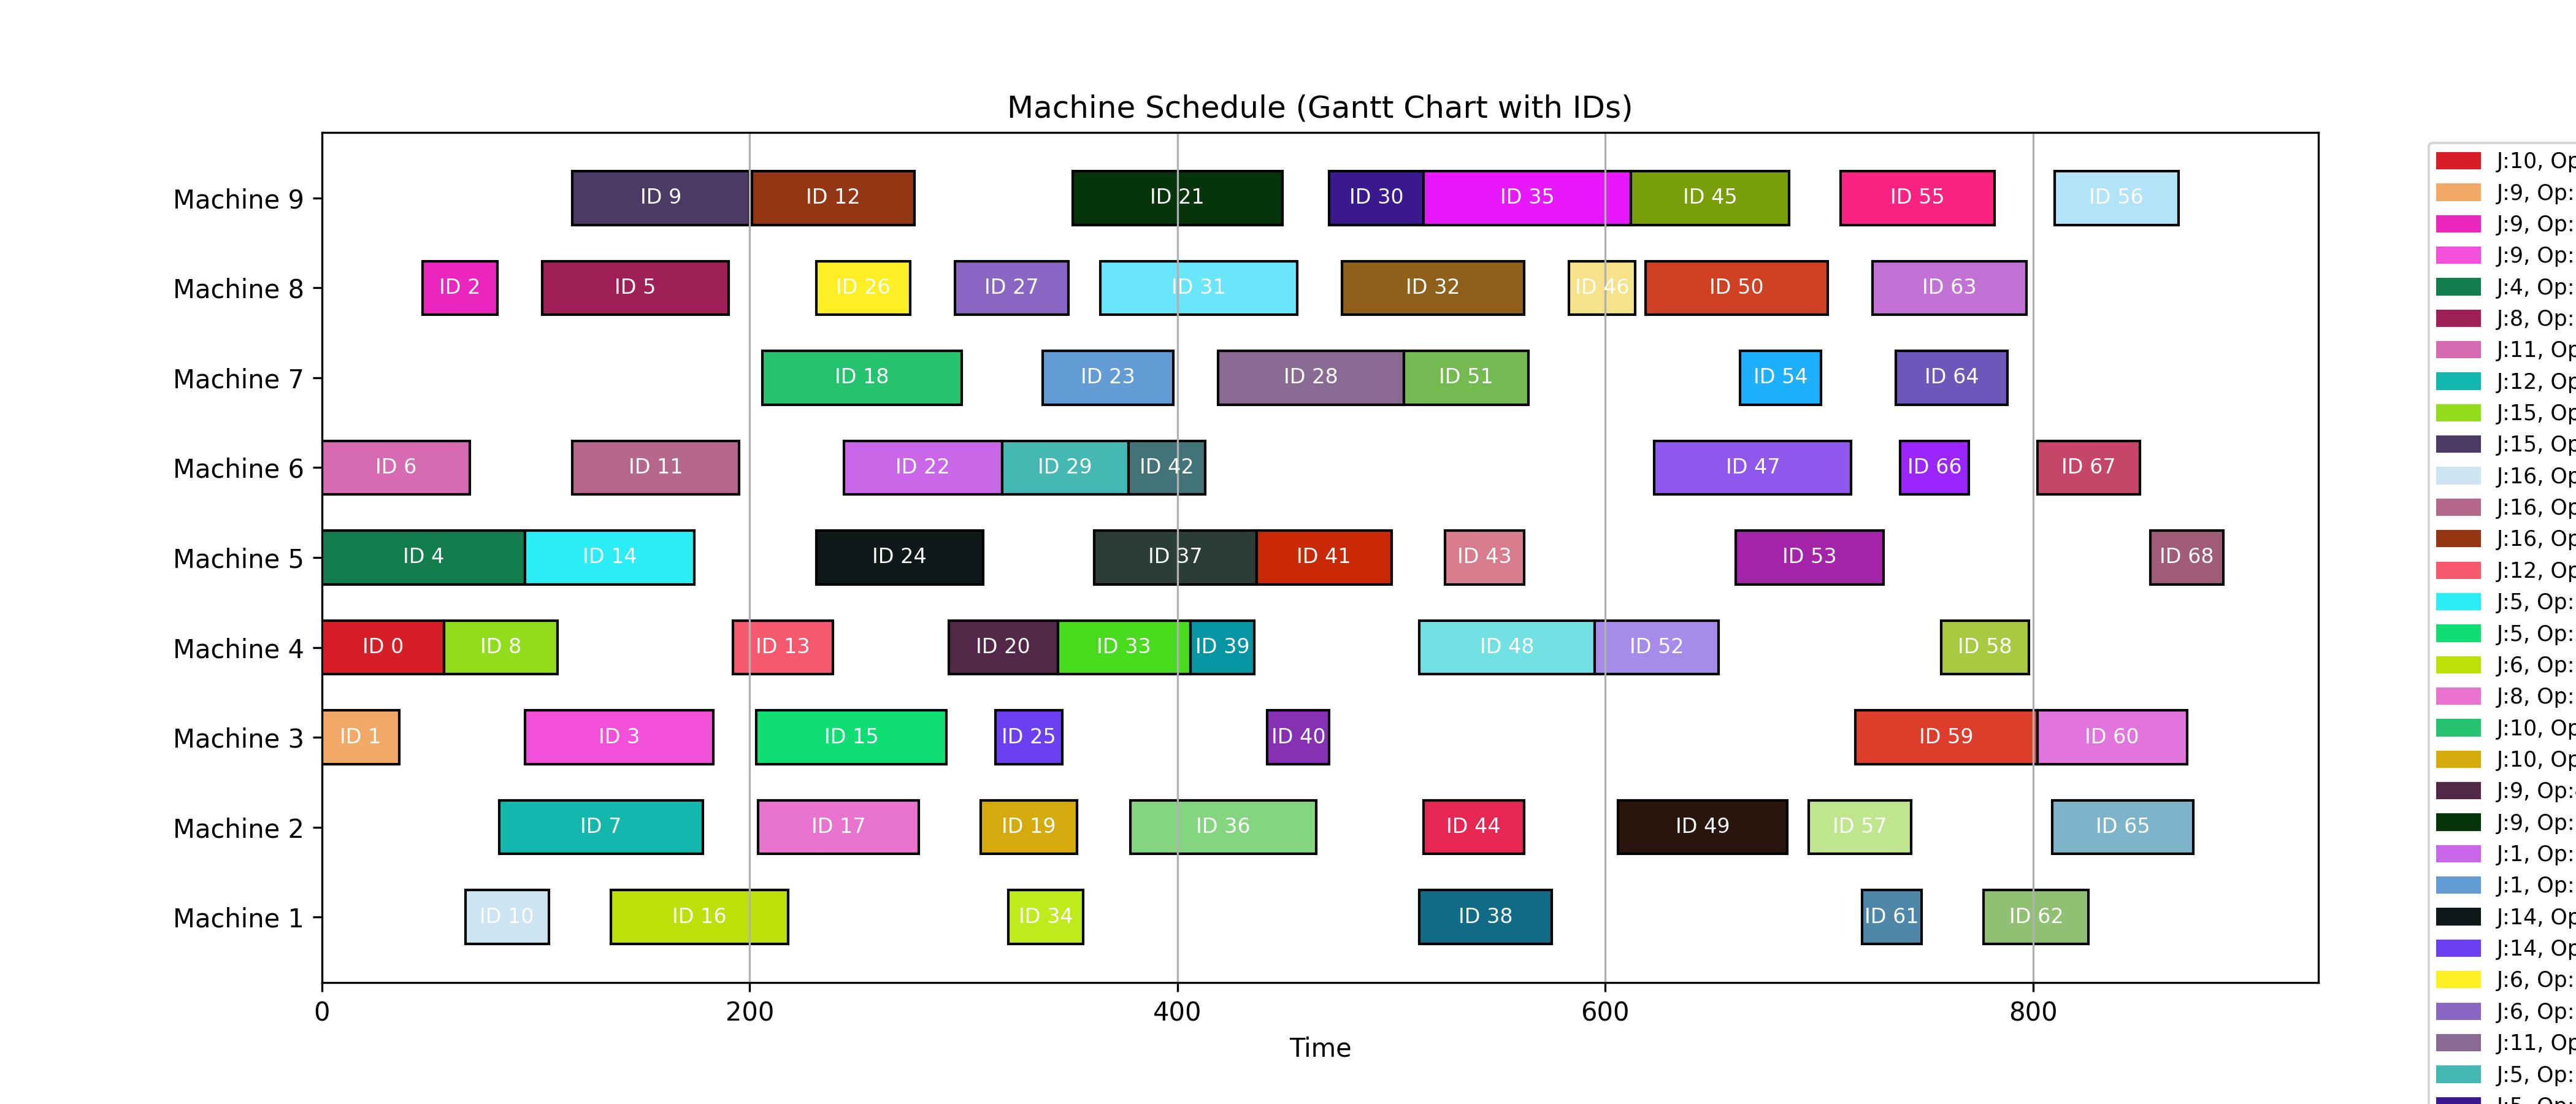 Machine Schedule (Gantt Chart with IDs)
Machine 9
ID 9
ID 12
ID 21
ID 30
ID 35
ID 45
ID 55
ID 56
Machine 8
ID 2
ID 5
ID 26
ID 27
ID 31
ID 32
ID 46
ID 50
ID 63
Machine 7
ID 18
ID 23
ID 28
ID 51
ID 54
ID 64
Machine 6
ID 6
ID 11
ID 22
ID 29
ID 42
ID 47
ID 66
ID 67
Machine 5
ID 4
ID 14
ID 24
ID 37
ID 41
ID 43
ID 53
ID 68
Machine 4
ID 0
ID 8
ID 13
ID 20
ID 33
ID 39
ID 48
ID 52
ID 58
Machine 3
ID 1
ID 3
ID 15
ID 25
ID 40
ID 59
ID 60
Machine 2
ID 7
ID 17
ID 19
ID 36
ID 44
ID 49
ID 57
ID 65
Machine 1
ID 10
ID 16
ID 34
ID 38
ID 61
ID 62
0
200
400
600
800
Time
J:10, Op
J:9, Op:
J:9, Op:
J:9, Op:
J:4, Op:
J:8, Op:
J:11, Op
J:12, Op
J:15, Op
J:15, Op
J:16, Op
J:16, Op
J:16, Op
J:12, Op
J:5, Op:
J:5, Op:
J:6, Op:
J:8, Op:
J:10, Op
J:10, Op
J:9, Op:
J:9, Op:
J:1, Op:
J:1, Op:
J:14, Op
J:14, Op
J:6, Op:
J:6, Op:
J:11, Op
J:5, Op: